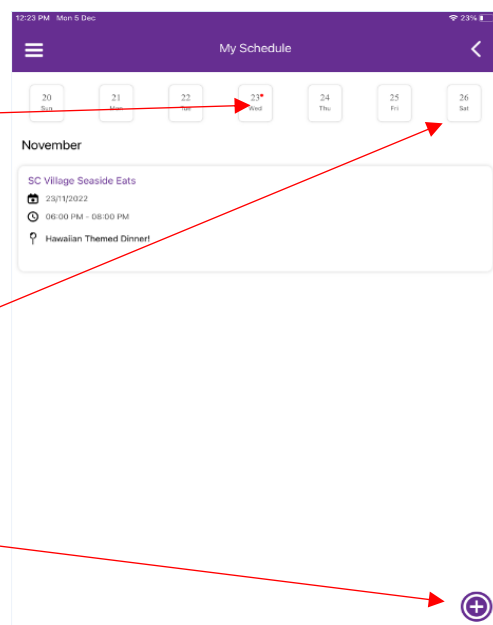 12:23 PM Mon 5 Dec 23%
My Schedule
20 21 22 23 24 25 26
Sun Mon Tue Wed Thu Fri Sat
November
SC Village Seaside Eats
23/11/2022
06:00 PM - 08:00 PM
Hawaiian Themed Dinner!